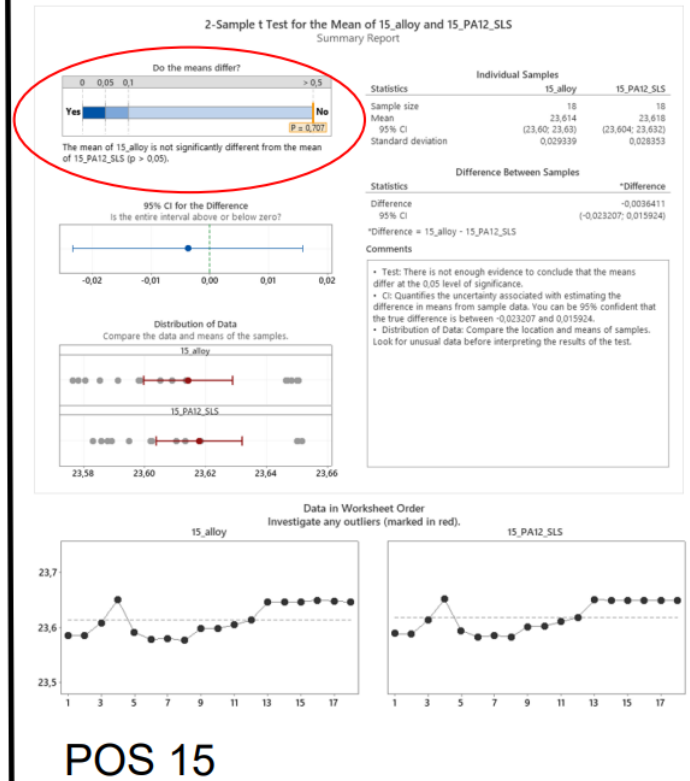 2-Sample t Test for the Mean of 15_alloy and 15_PA12_SLS
Summary Report
Do the means differ?
0 0,05 0,1 > 0,5
Yes No
P = 0,707
The mean of 15_alloy is not significantly different from the mean
of 15_PA12_SLS (p > 0,05).
Individual Samples
Statistics 15_alloy 15_PA12_SLS
Sample size 18 18
Mean 23,614 23,618
95% CI (23,60; 23,63) (23,604; 23,632)
Standard deviation 0,029339 0,028353
Difference Between Samples
Statistics *Difference
Difference -0,0036411
95% CI (-0,023207; 0,015924)
*Difference = 15_alloy - 15_PA12_SLS
95% CI for the Difference
Is the entire interval above or below zero?
-0,02 -0,01 0,00 0,01 0,02
Comments
• Test: There is not enough evidence to conclude that the means
differ at the 0,05 level of significance.
• CI: Quantifies the uncertainty associated with estimating the
difference in means from sample data. You can be 95% confident that
the true difference is between -0,023207 and 0,015924.
• Distribution of Data: Compare the location and means of samples.
Look for unusual data before interpreting the results of the test.
Distribution of Data
Compare the data and means of the samples.
15_alloy
15_PA12_SLS
23,58 23,60 23,62 23,64 23,66
Data in Worksheet Order
Investigate any outliers (marked in red).
15_alloy 15_PA12_SLS
23,7
23,6
23,5
1 3 5 7 9 11 13 15 17 1 3 5 7 9 11 13 15 17
POS 15